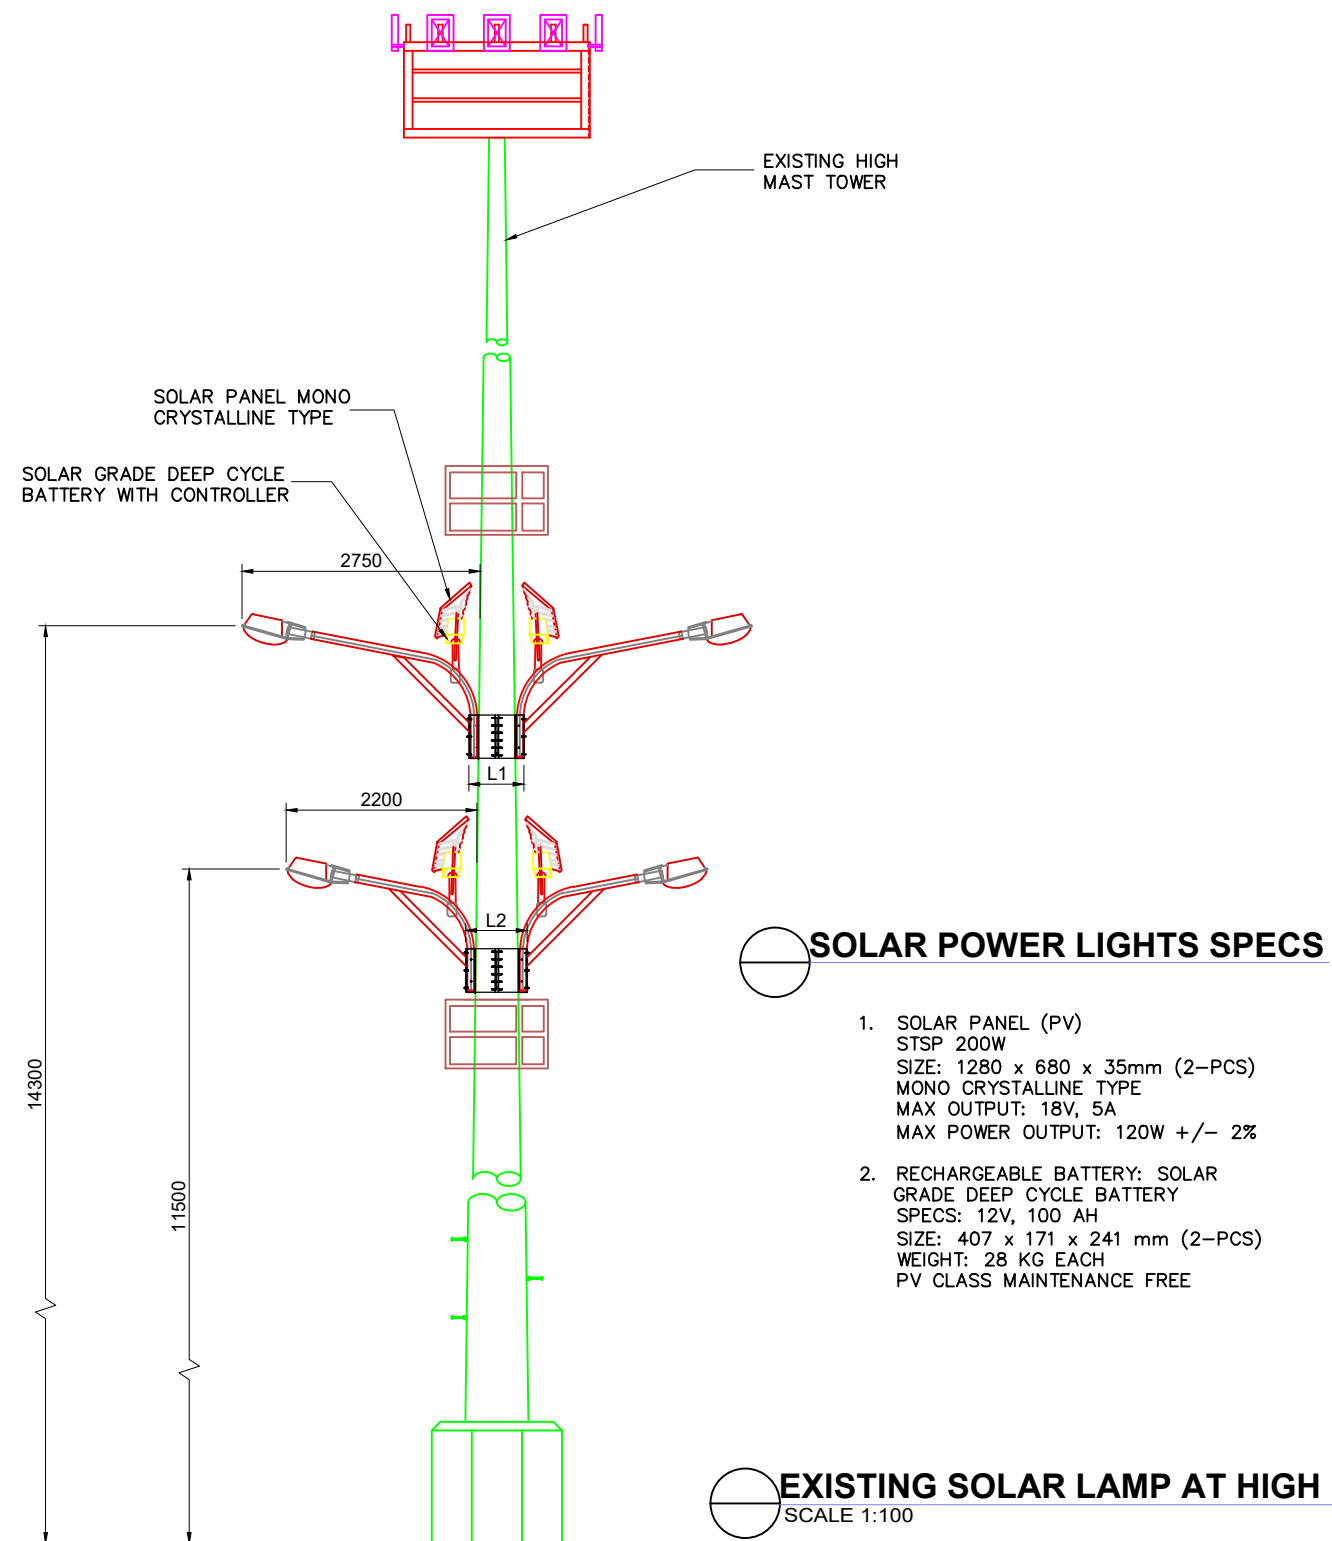 EXISTING HIGH
MAST TOWER
SOLAR PANEL MONO
CRYSTALLINE TYPE
SOLAR GRADE DEEP CYCLE
BATTERY WITH CONTROLLER
2750
L1
2200
L2
14300
11500
SOLAR POWER LIGHTS SPECS
1. SOLAR PANEL (PV)
STSP 200W
SIZE: 1280 x 680 x 35mm (2-PCS)
MONO CRYSTALLINE TYPE
MAX OUTPUT: 18V, 5A
MAX POWER OUTPUT: 120W +/- 2%
2. RECHARGEABLE BATTERY: SOLAR
GRADE DEEP CYCLE BATTERY
SPECS: 12V, 100 AH
SIZE: 407 x 171 x 241 mm (2-PCS)
WEIGHT: 28 KG EACH
PV CLASS MAINTENANCE FREE
EXISTING SOLAR LAMP AT HIGH
SCALE 1:100